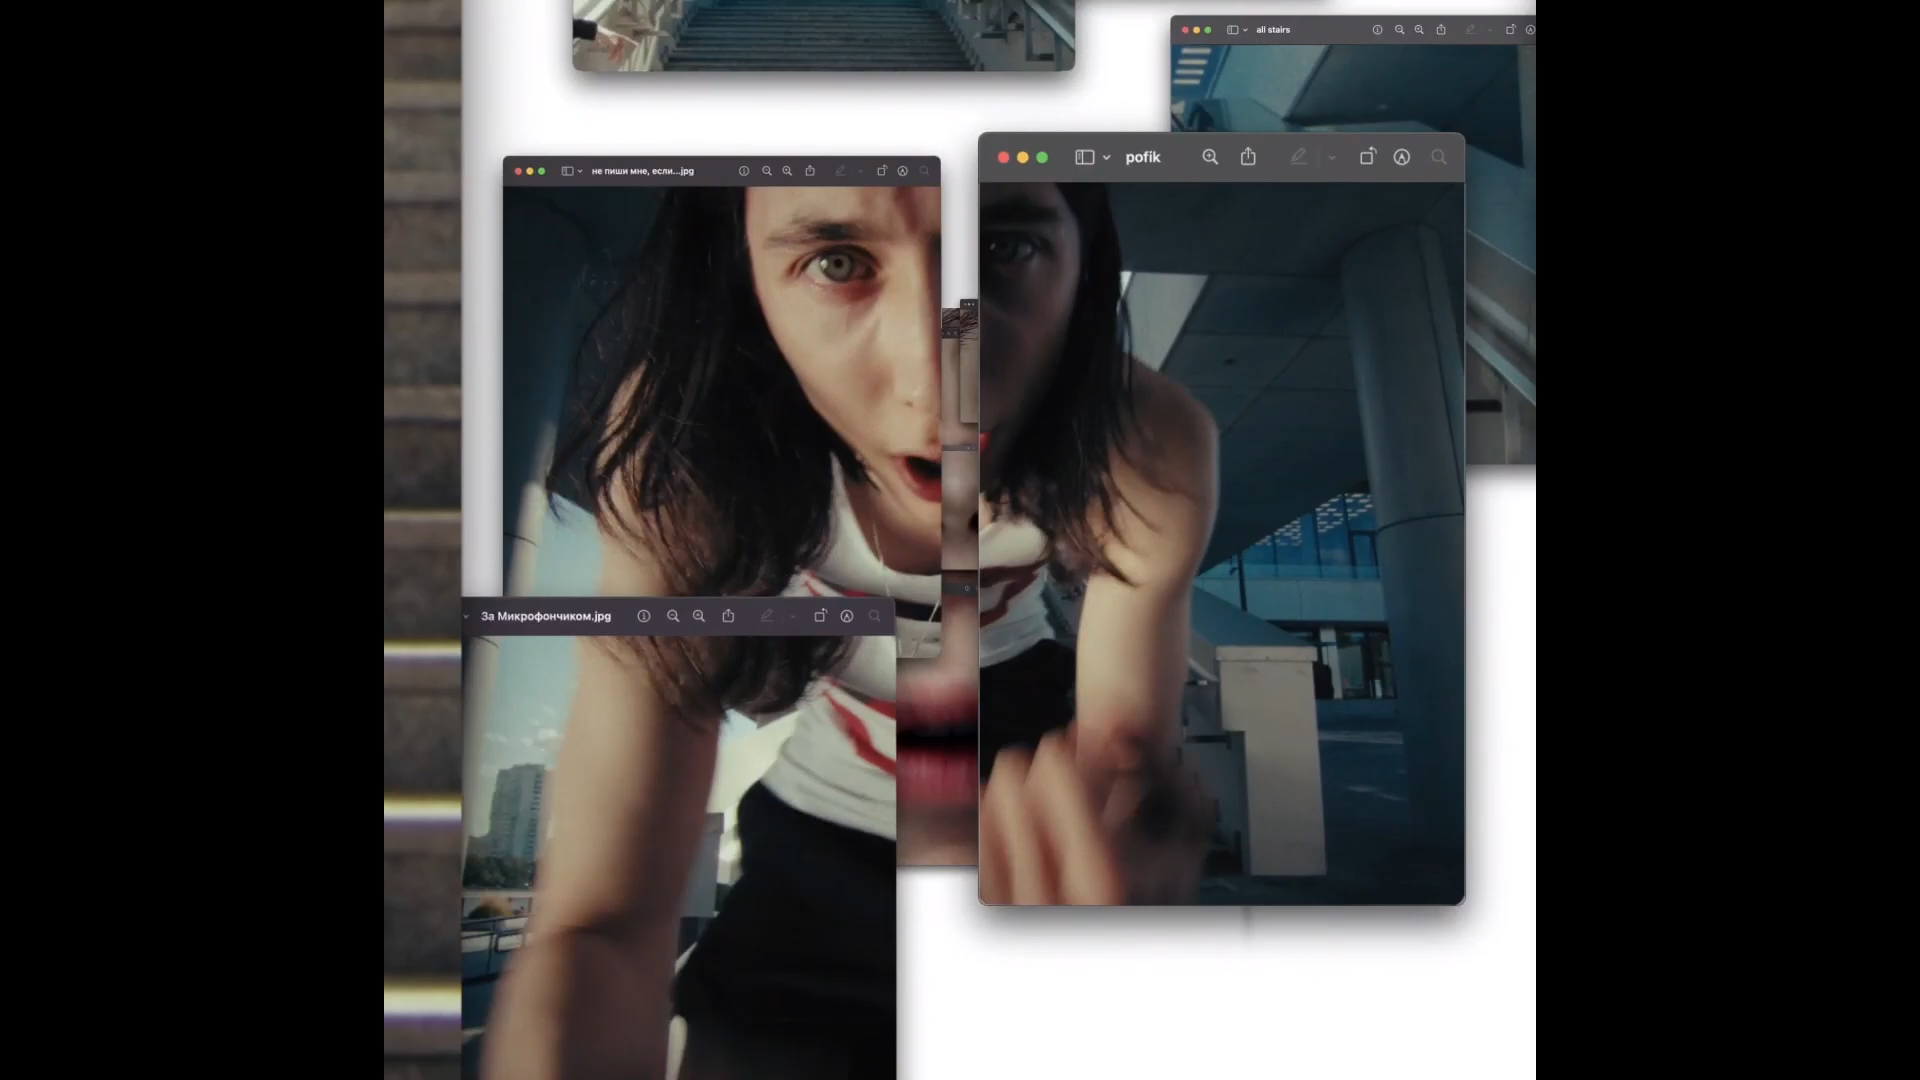 all stairs
pofik
не пиши мне, если...jpg
За Микрофончиком.jpg